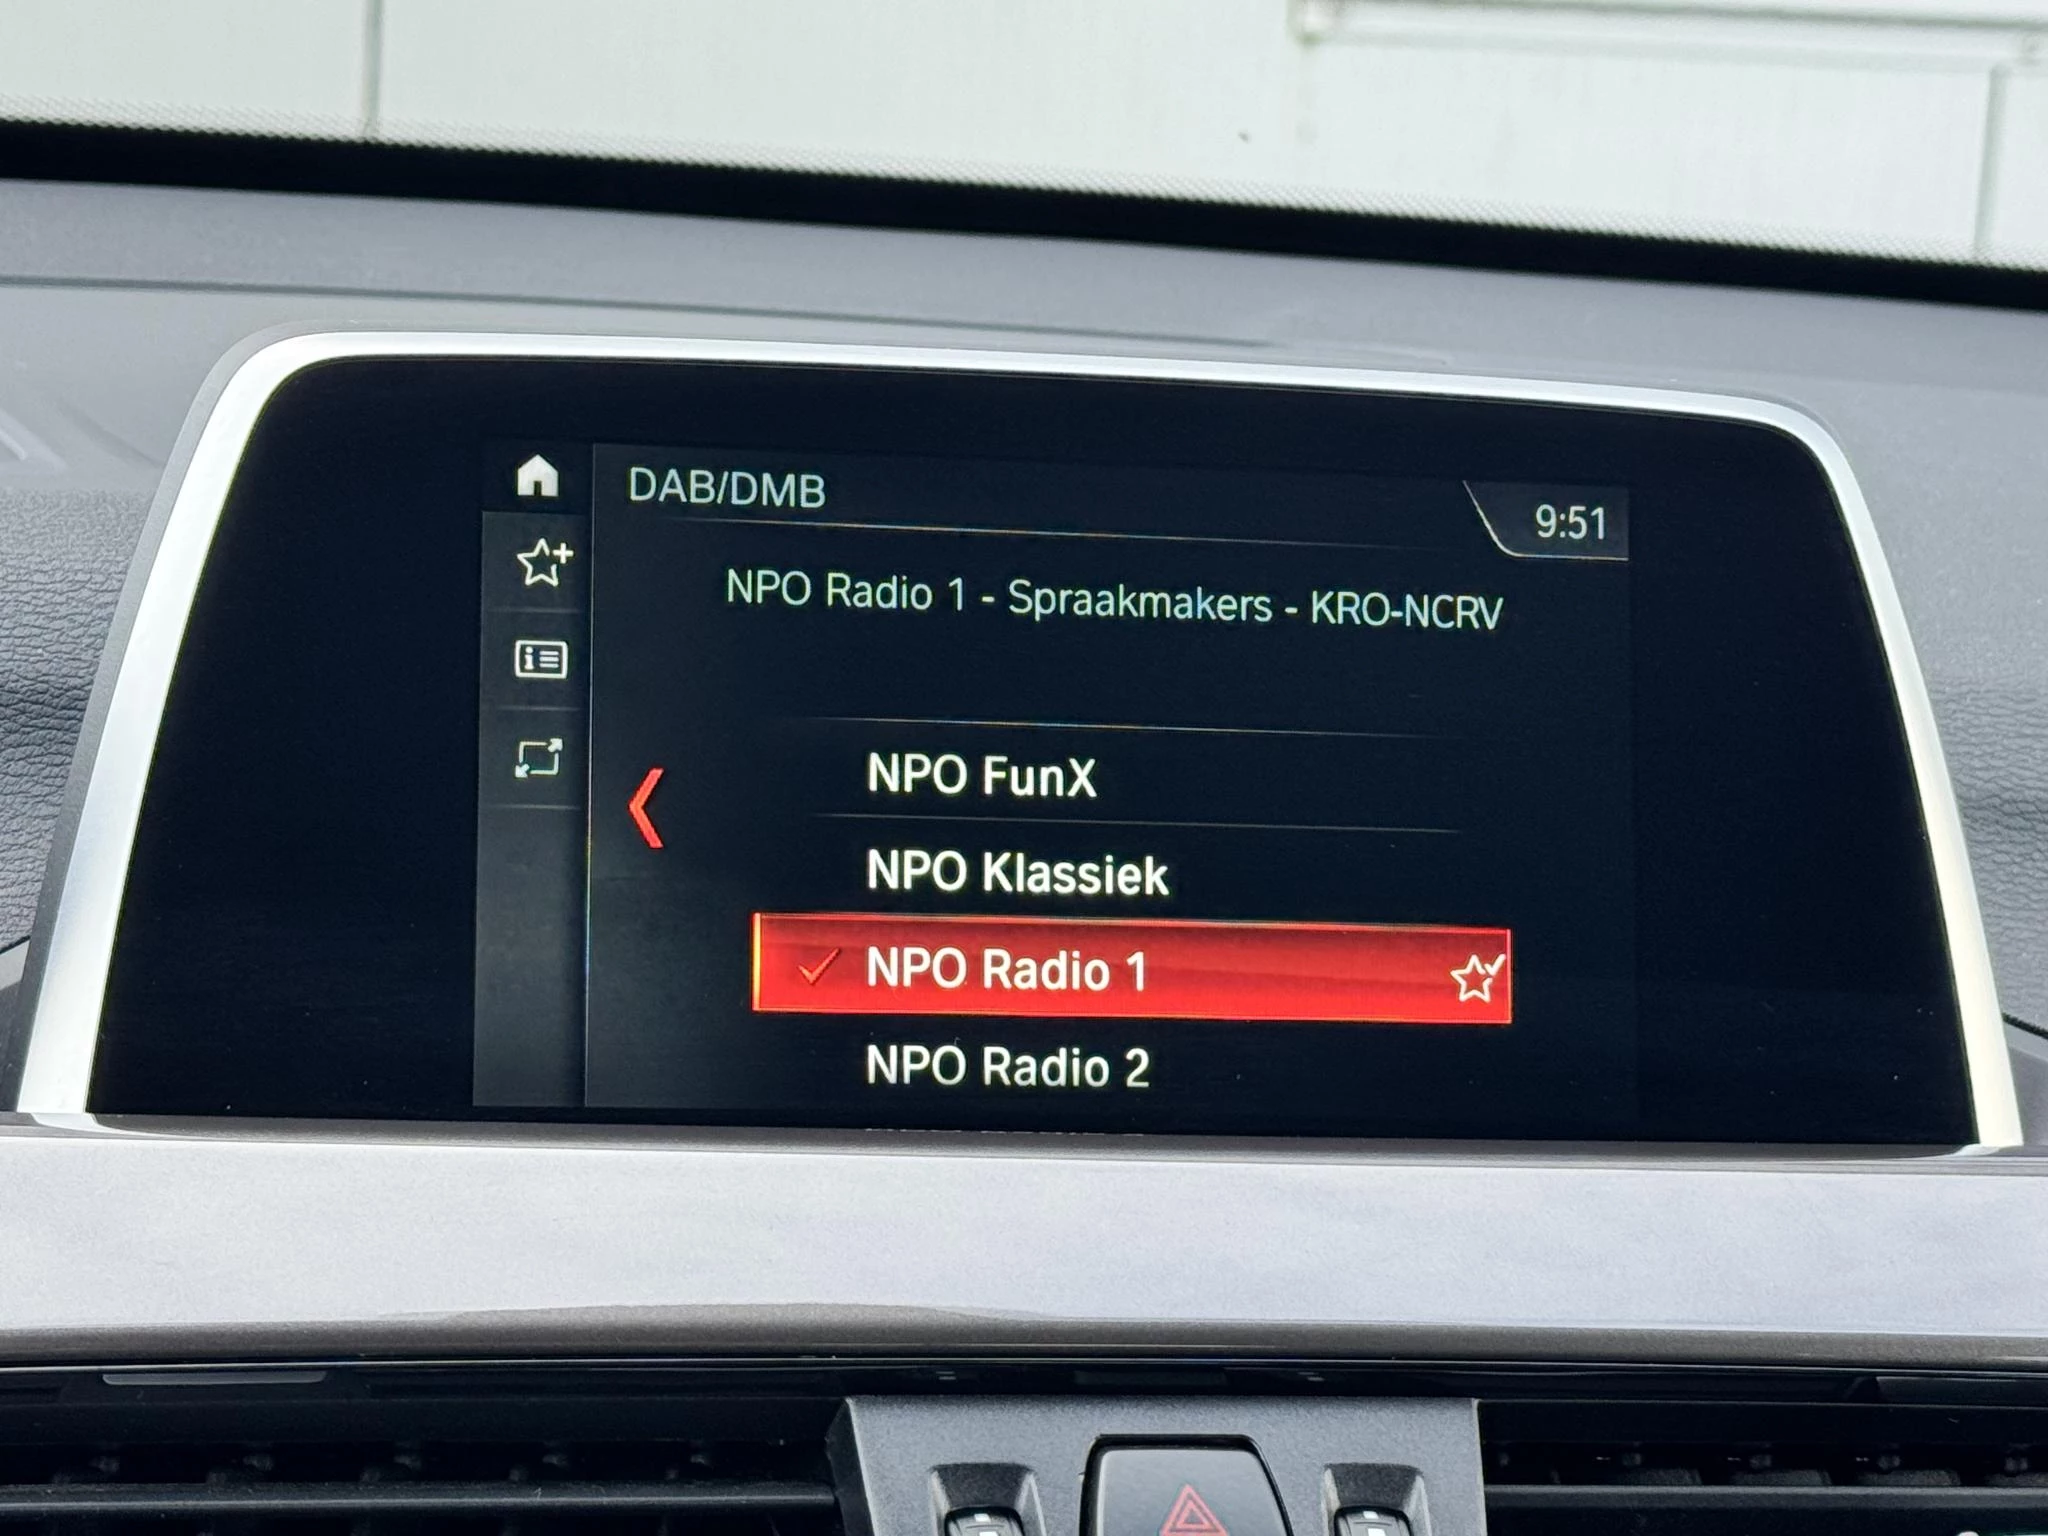 DAB/DMB
9:51
NPO Radio 1 - Spraakmakers - KRO-NCRV
NPO FunX
NPO Klassiek
NPO Radio 1
NPO Radio 2